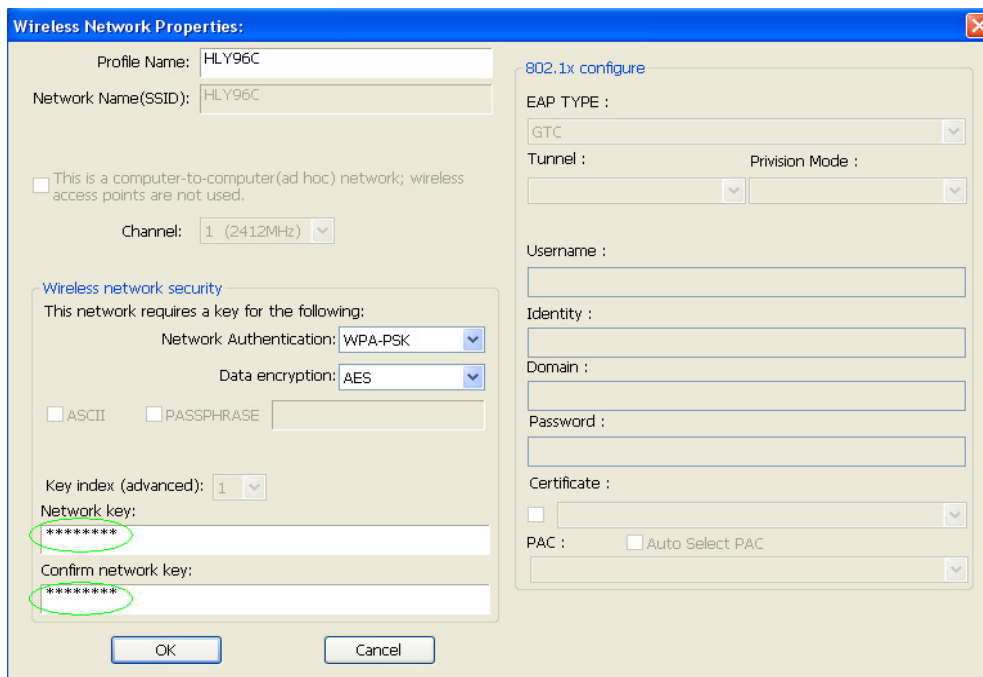 Wireless Network Properties:
Profile Name: HLY96C
Network Name(SSID): HLY96C
This is a computer-to-computer(ad hoc) network; wireless
access points are not used.
Channel: 1 (2412MHz)
Wireless network security
This network requires a key for the following:
Network Authentication: WPA-PSK
Data encryption: AES
ASCII PASSPHRASE
Key index (advanced): 1
Network key:
********
Confirm network key:
********
OK Cancel
802.1x configure
EAP TYPE :
GTC
Tunnel : Privision Mode :
Username :
Identity :
Domain :
Password :
Certificate :
PAC : Auto Select PAC